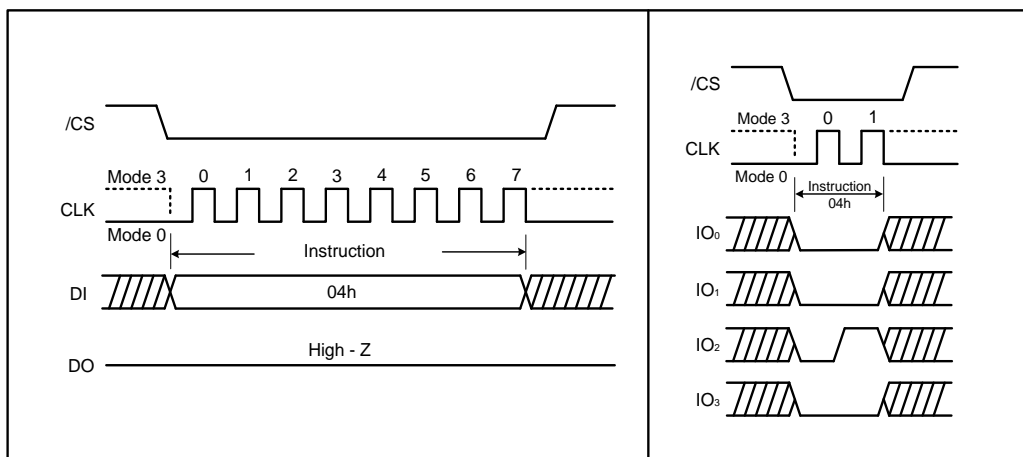 /CS
Mode 3 0 1 2 3 4 5 6 7
CLK
Mode 0
Instruction
DI 04h
High - Z
DO
/CS
Mode 3 0 1
CLK
Mode 0
Instruction
04h
IO₀
IO₁
IO₂
IO₃